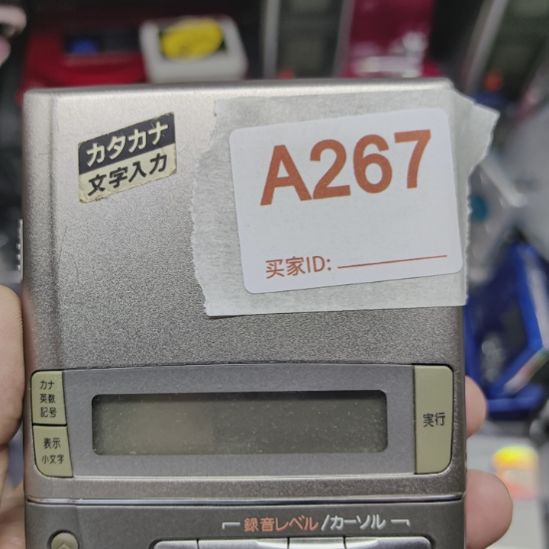 カタカナ
文字入力
A267
买家ID:
カナ
英数
記号
表示
小文字
実行
録音レベル/カーソル